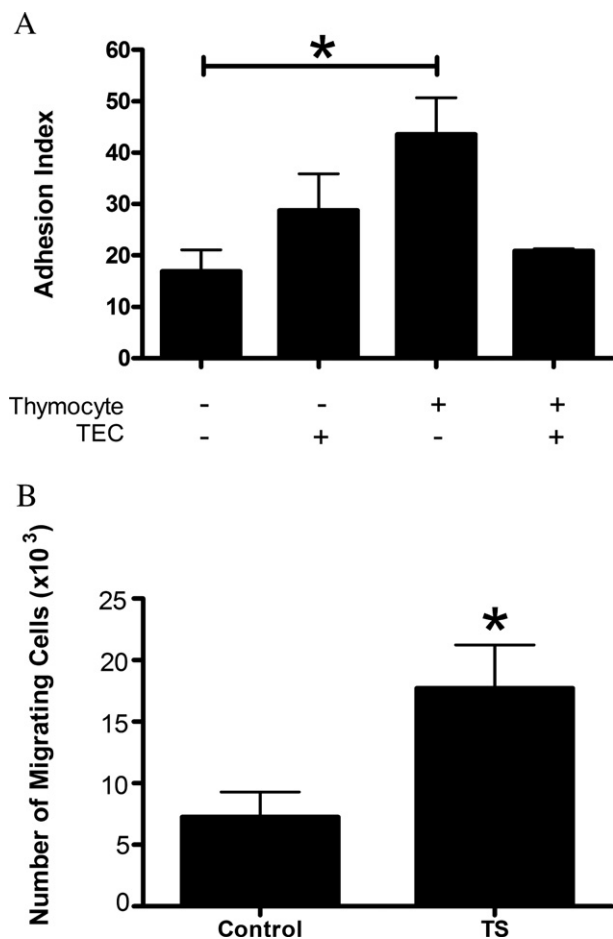 A
*
60
50
40
30
20
10
0
Adhesion Index
Thymocyte - - + +
TEC - + - +
B
Number of Migrating Cells (x10³)
*
25
20
15
10
5
0
Control TS